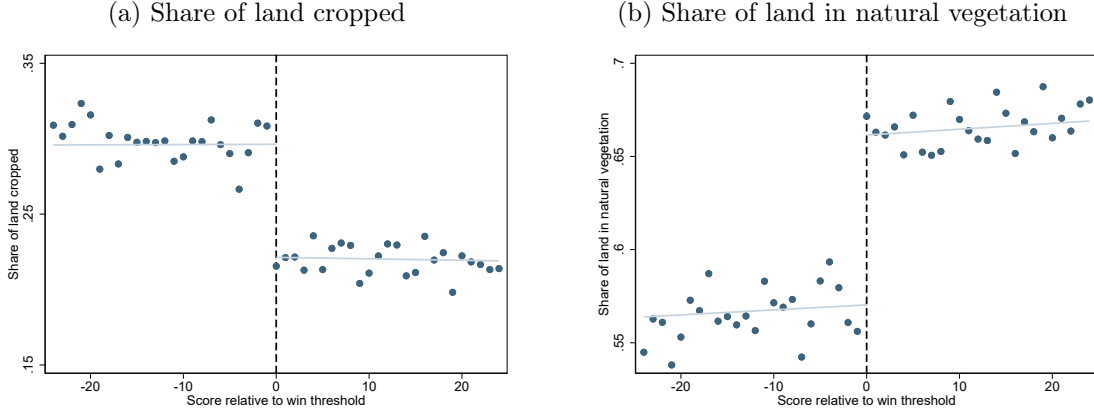 (a) Share of land cropped
Share of land cropped
.35
.25
.15
-20 -10 0 10 20
Score relative to win threshold
(b) Share of land in natural vegetation
Share of land in natural vegetation
.7
.65
.6
.55
-20 -10 0 10 20
Score relative to win threshold